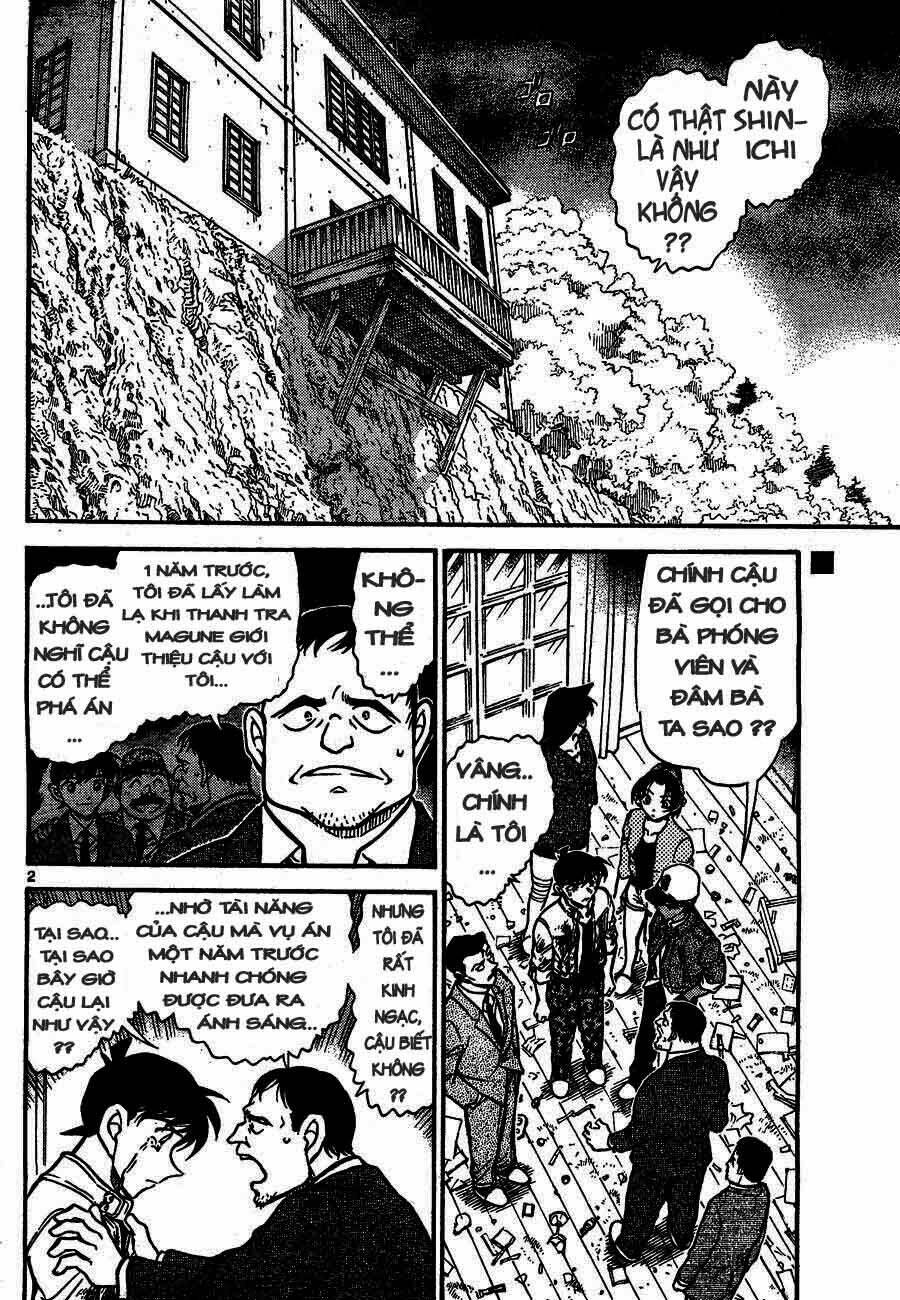 NÀY
SHIN-
ICHI
CÓ THẬT
LÀ NHƯ
VẬY
KHÔNG
??
ゴロ
ゴロ
CHÍNH CẬU
ĐÃ GỌI CHO
BÀ PHÓNG
VIÊN VÀ
ĐÂM BÀ
TA SAO ??
VÂNG..
CHÍNH
LÀ TÔI
...
KHÔ-
NG
THỂ
...
1 NĂM TRƯỚC,
TÔI ĐÃ LẤY LÀM
LẠ KHI THANH TRA
MAGUNE GIỚI
THIỆU CẬU VỚI
TÔI...
...TÔI ĐÃ
KHÔNG
NGHĨ CẬU
CÓ THỂ
PHÁ ÁN
...
2
NHƯNG
TÔI ĐÃ
RẤT
KINH
NGẠC,
CẬU BIẾT
KHÔNG
??
...NHỜ TÀI NĂNG
CỦA CẬU MÀ VỤ ÁN
MỘT NĂM TRƯỚC
NHANH CHÓNG
ĐƯỢC ĐƯA RA
ÁNH SÁNG...
TẠI SAO...
TẠI SAO
BÂY GIỜ
CẬU LẠI
NHƯ VẬY
??